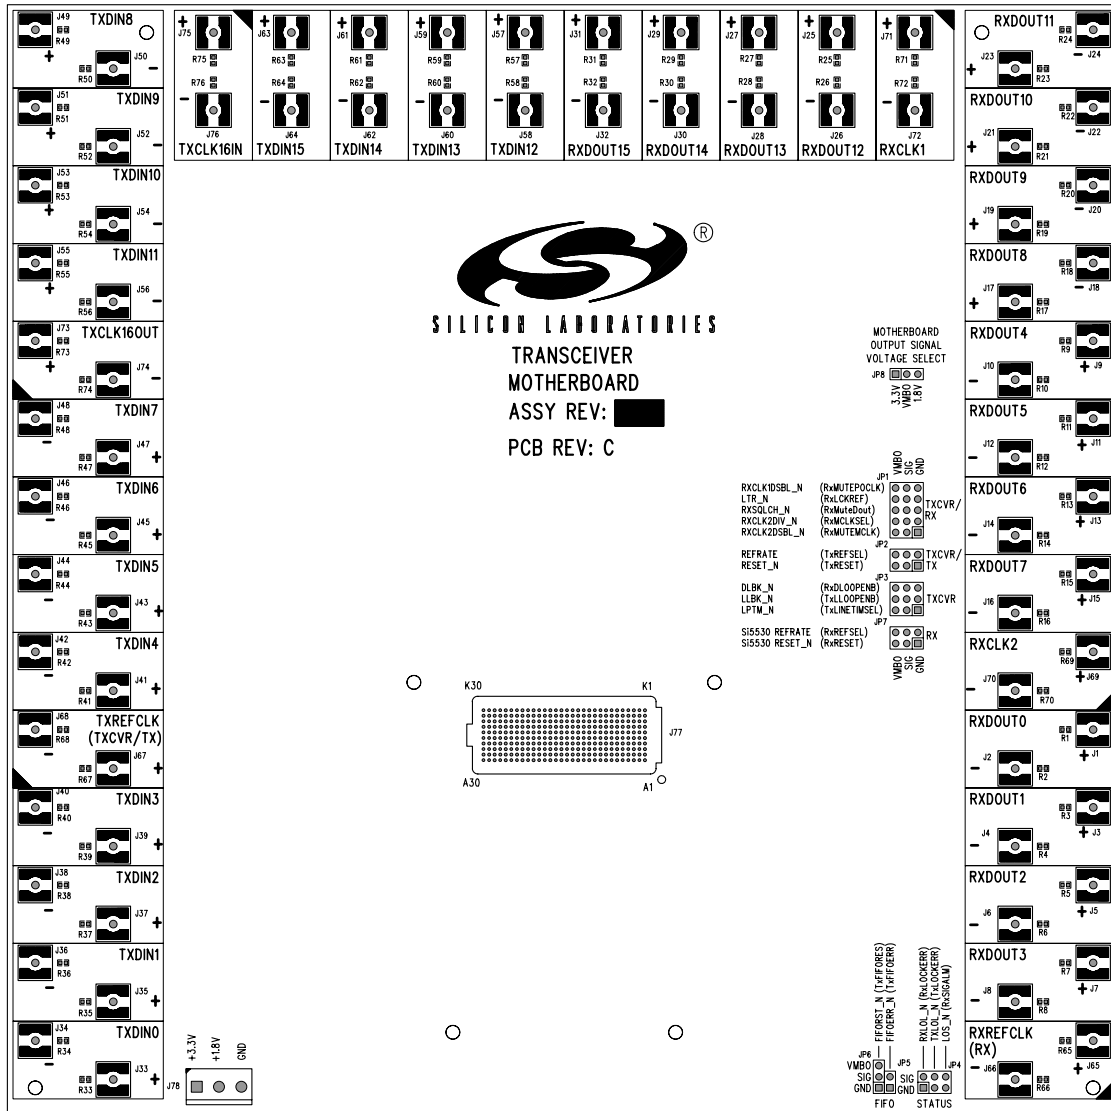 J49
TXDIN8
R49
+
J50
R50
-
J51
TXDIN9
R51
+
J52
R52
-
J53
TXDIN10
R53
+
J54
R54
-
J55
TXDIN11
R55
+
J56
R56
-
J73
TXCLK16OUT
R73
+
J74
R74
-
J48
TXDIN7
R48
-
J47
R47
+
J46
TXDIN6
R46
-
J45
R45
+
J44
TXDIN5
R44
-
J43
R43
+
J42
TXDIN4
R42
-
J41
R41
+
J68
TXREFCLK
(TXCVR/TX)
R68
-
J67
R67
+
J40
TXDIN3
R40
-
J39
R39
+
J38
TXDIN2
R38
-
J37
R37
+
J36
TXDIN1
R36
-
J35
R35
+
J34
TXDIN0
R34
-
J33
R33
+
+ J75 R75 R76 - J76 TXCLK16IN
+ J63 R63 R64 - J64 TXDIN15
+ J61 R61 R62 - J62 TXDIN14
+ J59 R59 R60 - J60 TXDIN13
+ J57 R57 R58 - J58 TXDIN12
+ J31 R31 R32 - J32 RXDOUT15
+ J29 R29 R30 - J30 RXDOUT14
+ J27 R27 R28 - J28 RXDOUT13
+ J25 R25 R26 - J26 RXDOUT12
+ J71 R71 R72 - J72 RXCLK1
®
SILICON LABORATORIES
TRANSCEIVER
MOTHERBOARD
ASSY REV:
PCB REV: C
MOTHERBOARD
OUTPUT SIGNAL
VOLTAGE SELECT
JP8
3.3V
VMBO
1.8V
VMBO
SIG
GND
JP1
RXCLK1DSBL_N (RxMUTEPOCLK)
LTR_N (RxLCKREF)
RXSQLCH_N (RxMuteDout)
RXCLK2DIV_N (RxMCLKSEL)
RXCLK2DSBL_N (RxMUTEMCLK)
TXCVR/
RX
JP2
REFRATE (TxREFSEL)
RESET_N (TxRESET)
TXCVR/
TX
JP3
DLBK_N (RxDLOOPENB)
LLBK_N (TxLLOOPENB)
LPTM_N (TxLINETIMSEL)
TXCVR
JP7
Si5530 REFRATE (RxREFSEL)
Si5530 RESET_N (RxRESET)
RX
VMBO
SIG
GND
K30
K1
J77
A30
A1
+3.3V
+1.8V
GND
J78
FIFORST_N (TxFIFORES)
FIFOERR_N (TxFIFOERR)
RXLOL_N (RxLOCKERR)
TXLOL_N (TxLOCKERR)
LOS_N (RxSIGALM)
JP6
JP5
JP4
VMBO
SIG
GND
SIG
GND
FIFO
STATUS
RXDOUT11
R24
J24
-
J23
R23
+
RXDOUT10
R22
J22
-
J21
R21
+
RXDOUT9
R20
J20
-
J19
R19
+
RXDOUT8
R18
J18
-
J17
R17
+
RXDOUT4
R9
J9
+
J10
R10
-
RXDOUT5
R11
J11
+
J12
R12
-
RXDOUT6
R13
J13
+
J14
R14
-
RXDOUT7
R15
J15
+
J16
R16
-
RXCLK2
R69
J69
+
J70
R70
-
RXDOUT0
R1
J1
+
J2
R2
-
RXDOUT1
R3
J3
+
J4
R4
-
RXDOUT2
R5
J5
+
J6
R6
-
RXDOUT3
R7
J7
+
J8
R8
-
RXREFCLK
(RX)
R65
J65
+
J66
R66
-